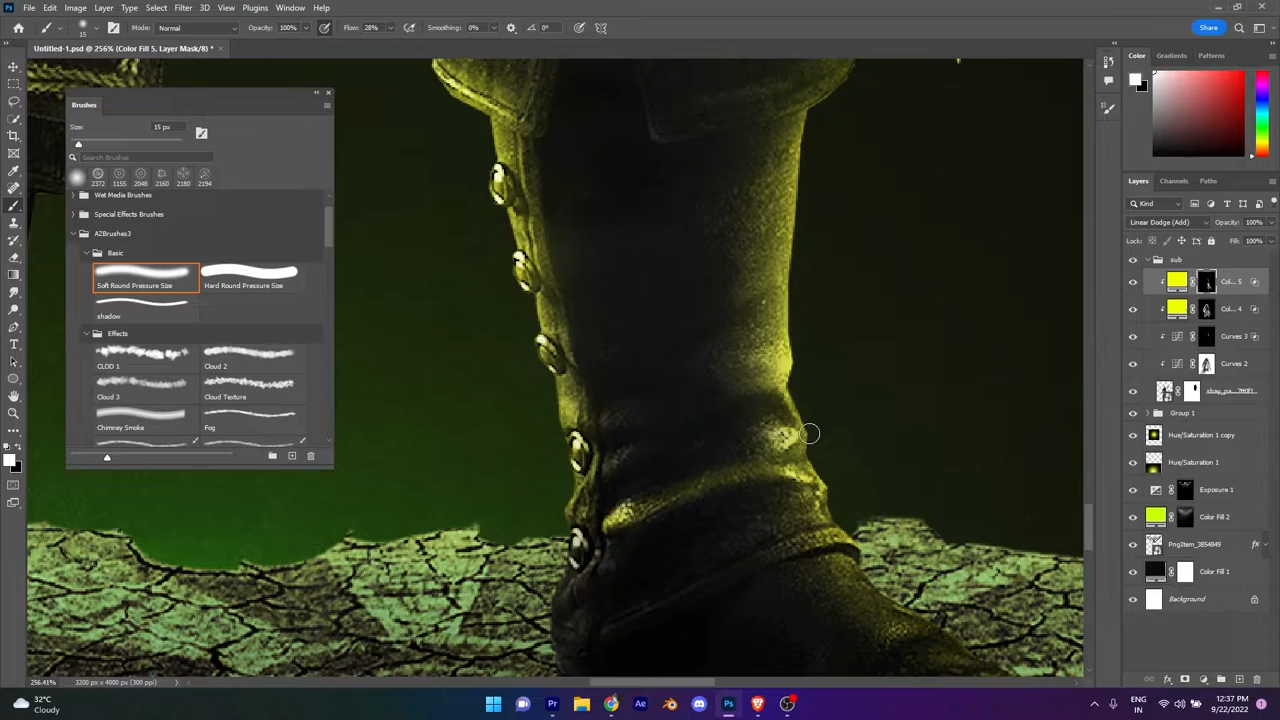 Ps File Edit Image Layer Type Select Filter 3D View Plugins Window Help
15 Mode: Normal Opacity: 100% Flow: 28% Smoothing: 0% 0° Share
Untitled-1.psd @ 256% (Color Fill 5, Layer Mask/8) *
Brushes
Size: 15 px
Search Brushes
2372 1155 2048 2160 2180 2194
Wet Media Brushes
Special Effects Brushes
AZBrushes3
Basic
Soft Round Pressure Size Hard Round Pressure Size
shadow
Effects
CLOD 1 Cloud 2
Cloud 3 Cloud Texture
Chimney Smoke Fog
Color Gradients Patterns
Layers Channels Paths
Kind
Linear Dodge (Add) Opacity: 100%
Lock: Fill: 100%
sub
Col... 5
Col... 4
Curves 3
Curves 2
Group 1
Hue/Saturation 1 copy
Hue/Saturation 1
Exposure 1
Color Fill 2
PngItem_3854849 fx
Color Fill 1
Background
256.41% 3200 px x 4000 px (300 ppi)
32°C
Cloudy
Pr Ae Ps
ENG
IN
12:37 PM
9/22/2022